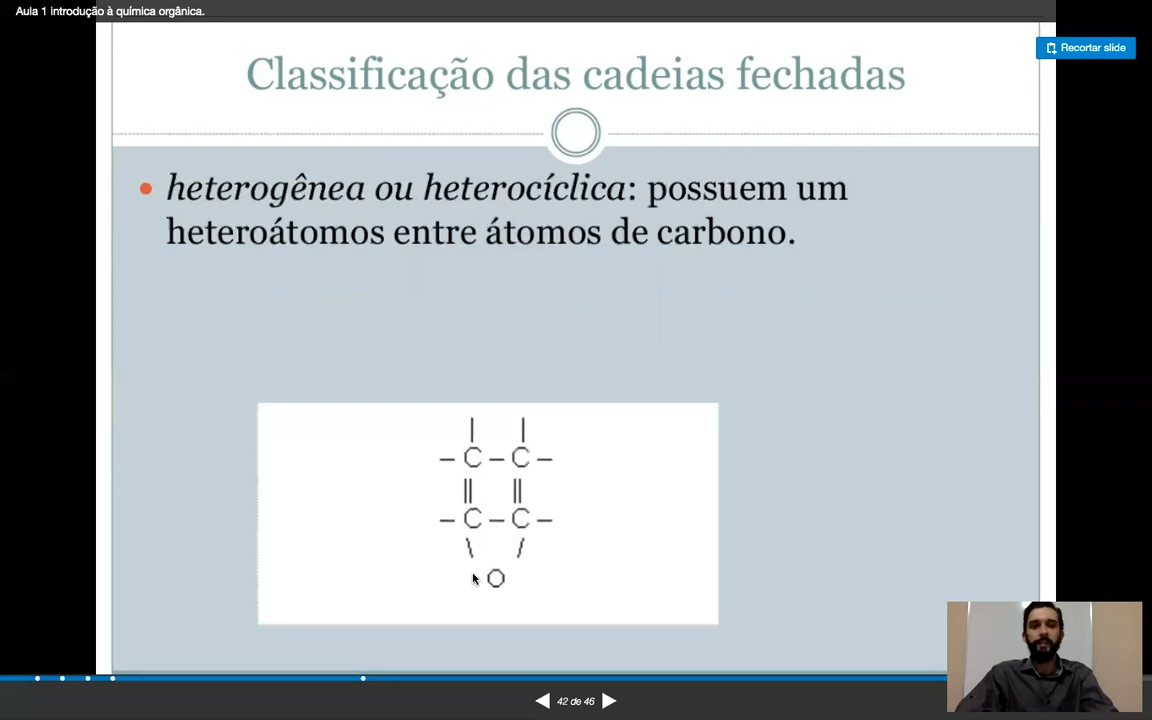 Aula 1 introdução à química orgânica.
Recortar slide
Classificação das cadeias fechadas
heterogênea ou heterocíclica: possuem um
heteroátomos entre átomos de carbono.
| |
– C – C –
|| ||
– C – C –
\ /
O
42 de 46